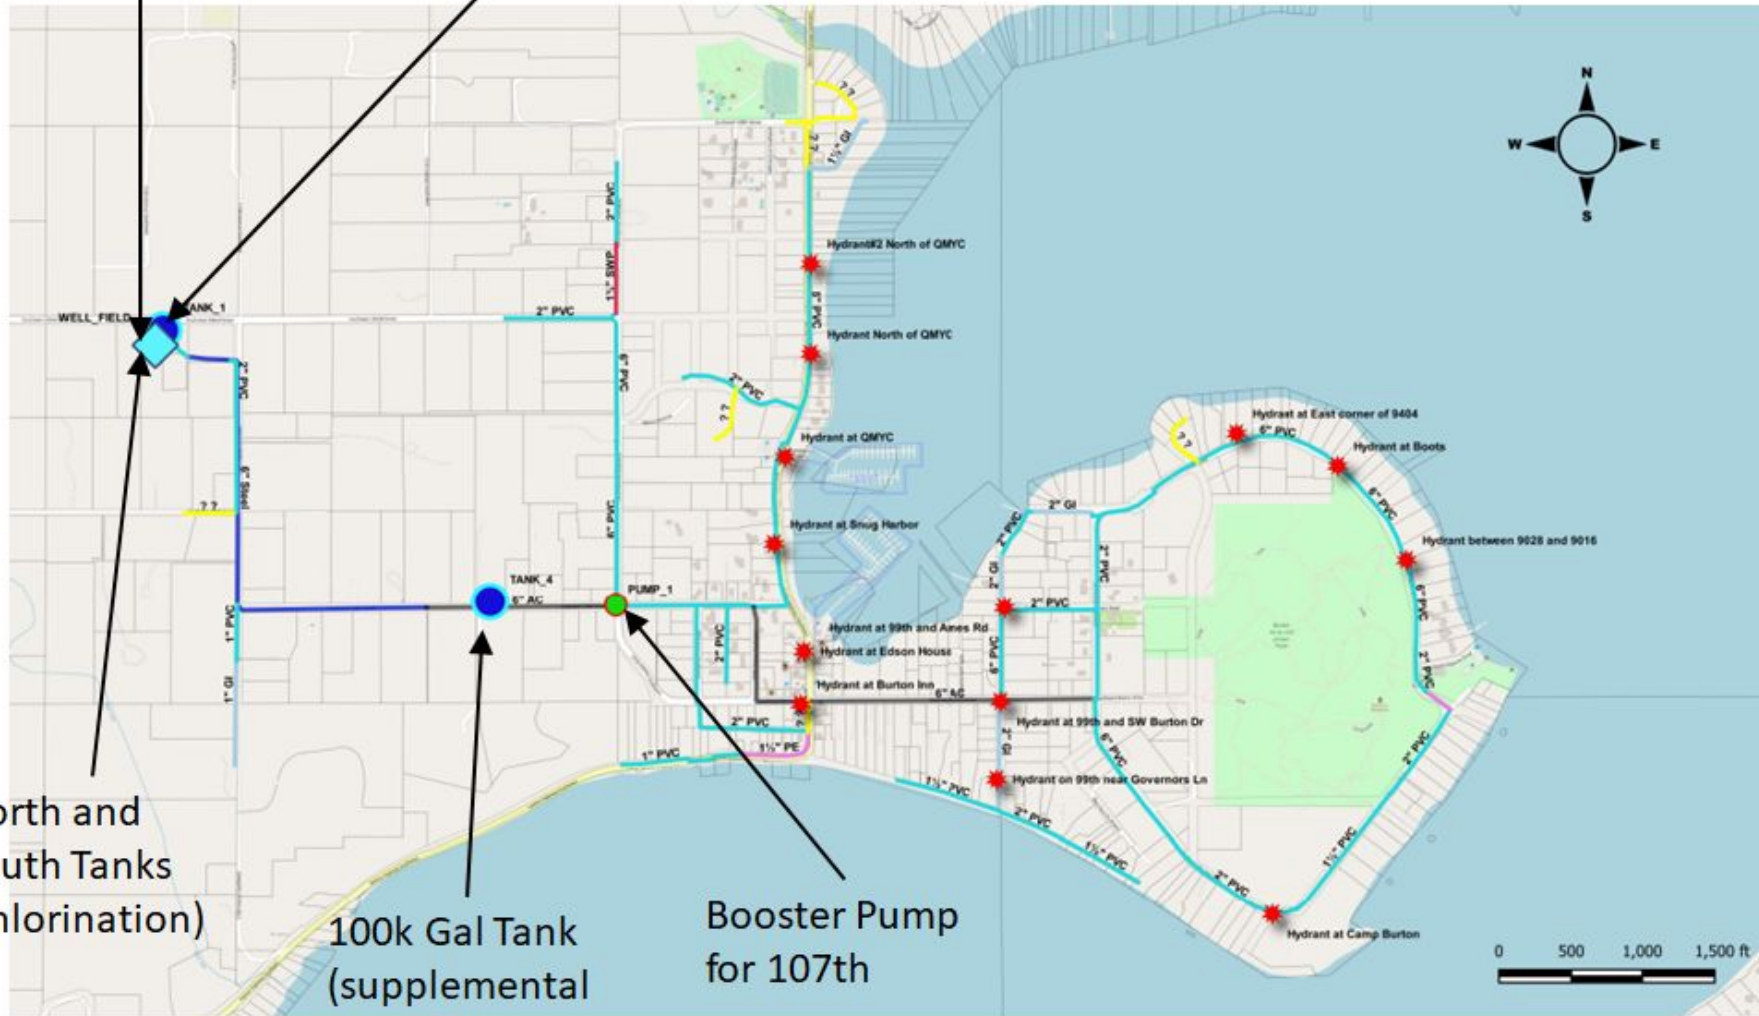 N
W E
S
? ?
? ?
1½" GI
2" PVC
Hydrant#2 North of QMYC
1½" SWP
WELL_FIELD
ANK_1
2" PVC
8" PVC
Hydrant North of QMYC
2" PVC
6" PVC
2" PVC
? ?
Hydrant at East corner of 9404
6" PVC
? ?
Hydrant at QMYC
Hydrant at Boots
6" Steel
? ?
2" GI
6" PVC
6" PVC
Hydrant at Snug Harbor
2" PVC
2" PVC
Hydrant between 9028 and 9016
TANK_4
6" AC
PUMP_1
2" GI
2" PVC
6" PVC
1" PVC
2" PVC
Hydrant at 99th and Ames Rd
Hydrant at Edson House
6" PVC
2" PVC
1" GI
Hydrant at Burton Inn
6" AC
2" PVC
Hydrant at 99th and SW Burton Dr
1" PVC
1½" PE
2" GI
6" PVC
2" PVC
Hydrant on 99th near Governors Ln
1½" PVC
2" PVC
1½" PVC
1½" PVC
2" PVC
Hydrant at Camp Burton
orth and
uth Tanks
hlorination)
100k Gal Tank
(supplemental
Booster Pump
for 107th
0 500 1,000 1,500 ft